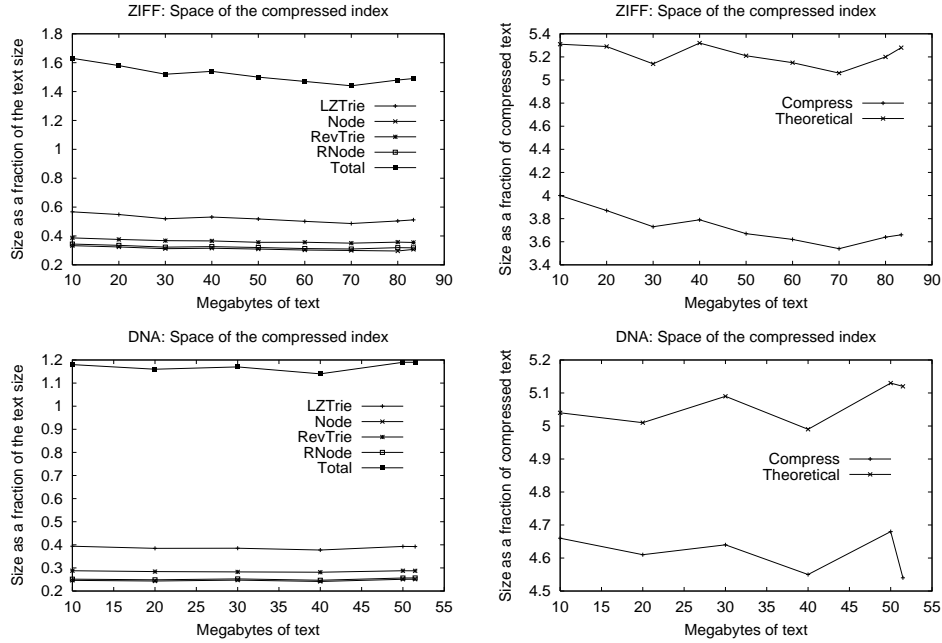 ZIFF: Space of the compressed index
Size as a fraction of the text size
1.8
1.6
1.4
1.2
1
0.8
0.6
0.4
0.2
LZTrie
Node
RevTrie
RNode
Total
10 20 30 40 50 60 70 80 90
Megabytes of text
ZIFF: Space of the compressed index
Size as a fraction of compressed text
5.4
5.2
5
4.8
4.6
4.4
4.2
4
3.8
3.6
3.4
Compress
Theoretical
10 20 30 40 50 60 70 80 90
Megabytes of text
DNA: Space of the compressed index
Size as a fraction of the text size
1.2
1.1
1
0.9
0.8
0.7
0.6
0.5
0.4
0.3
0.2
LZTrie
Node
RevTrie
RNode
Total
10 15 20 25 30 35 40 45 50 55
Megabytes of text
DNA: Space of the compressed index
Size as a fraction of compressed text
5.2
5.1
5
4.9
4.8
4.7
4.6
4.5
Compress
Theoretical
10 15 20 25 30 35 40 45 50 55
Megabytes of text